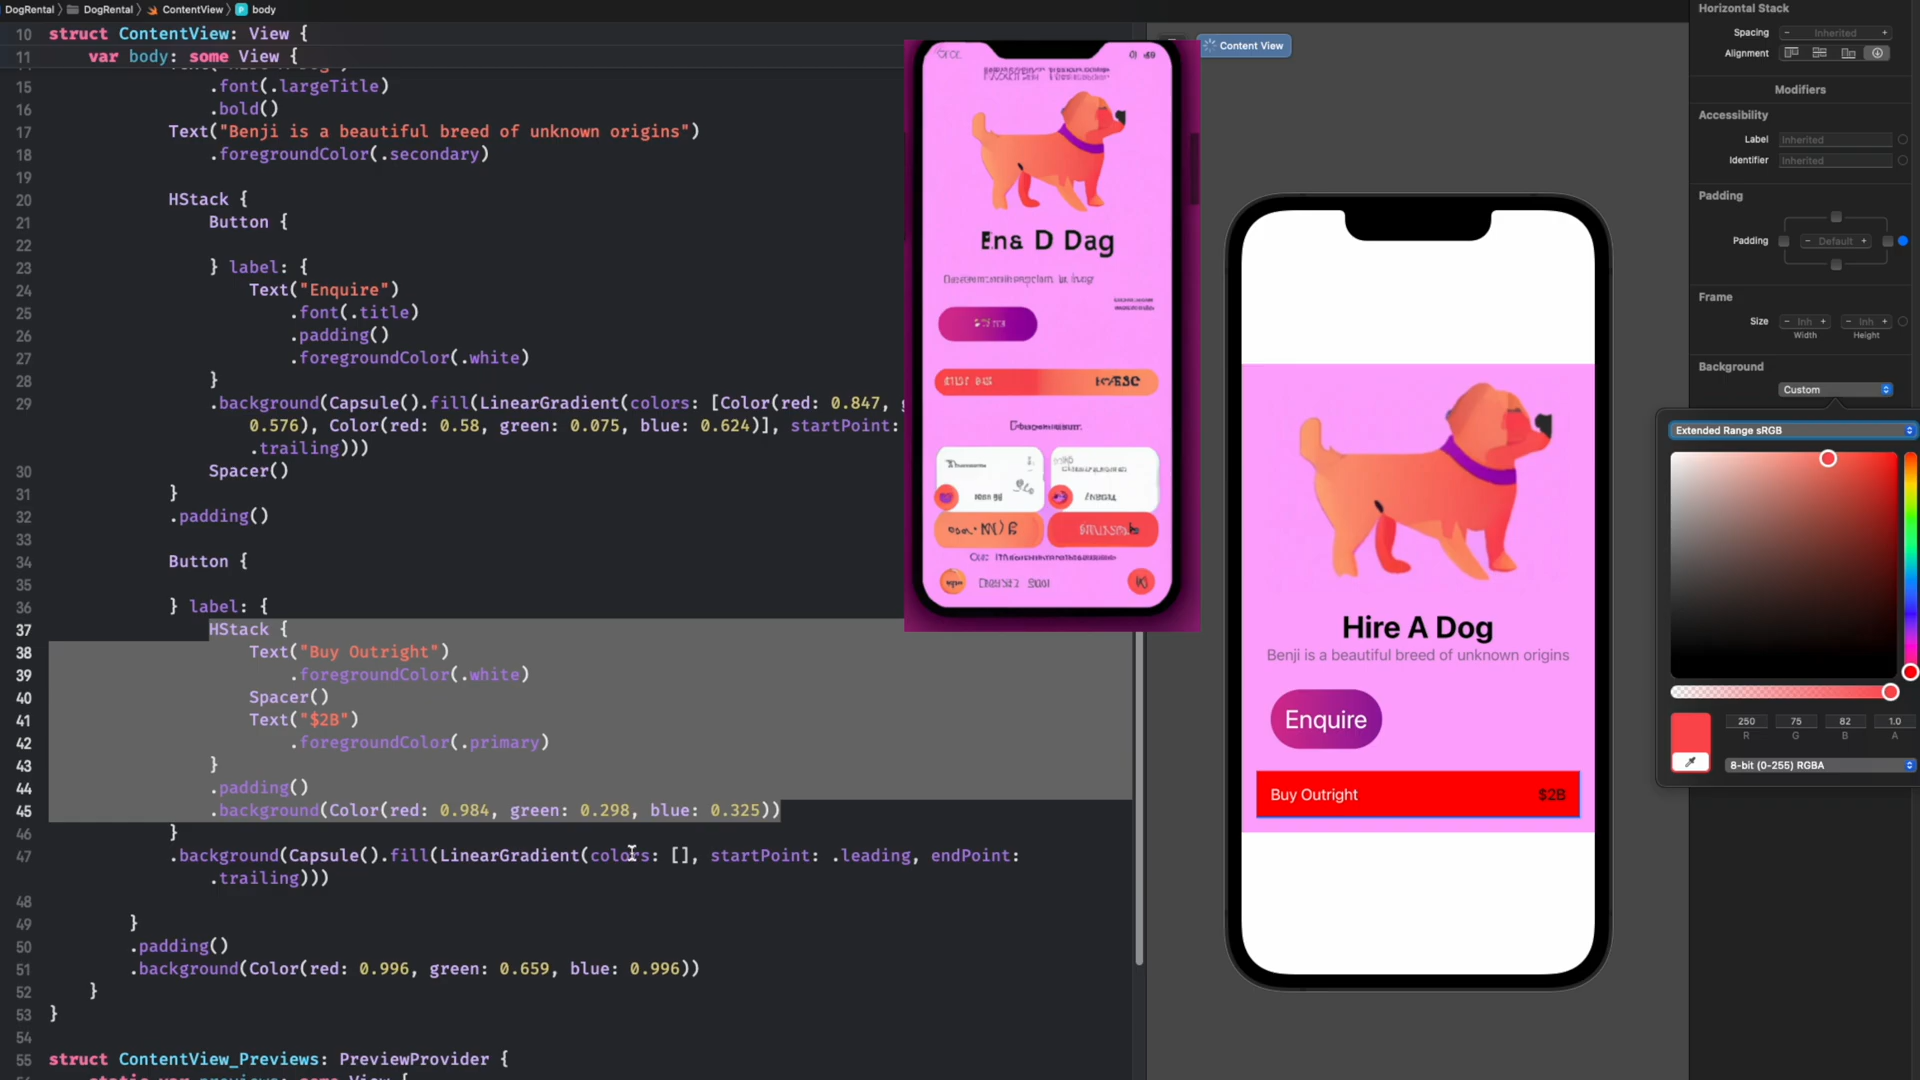 DogRental
DogRental
ContentView
body
10 struct ContentView: View {
11 var body: some View {
15 .font(.largeTitle)
16 .bold()
17 Text("Benji is a beautiful breed of unknown origins")
18 .foregroundColor(.secondary)
19
20 HStack {
21 Button {
22
23 } label: {
24 Text("Enquire")
25 .font(.title)
26 .padding()
27 .foregroundColor(.white)
28 }
29 .background(Capsule().fill(LinearGradient(colors: [Color(red: 0.847,
0.576), Color(red: 0.58, green: 0.075, blue: 0.624)], startPoint:
.trailing)))
30 Spacer()
31 }
32 .padding()
33
34 Button {
35
36 } label: {
37 HStack {
38 Text("Buy Outright")
39 .foregroundColor(.white)
40 Spacer()
41 Text("$2B")
42 .foregroundColor(.primary)
43 }
44 .padding()
45 .background(Color(red: 0.984, green: 0.298, blue: 0.325))
46 }
47 .background(Capsule().fill(LinearGradient(colors: [], startPoint: .leading, endPoint:
.trailing)))
48
49 }
50 .padding()
51 .background(Color(red: 0.996, green: 0.659, blue: 0.996))
52 }
53 }
54
55 struct ContentView_Previews: PreviewProvider {
Ena D Dag
Content View
Hire A Dog
Benji is a beautiful breed of unknown origins
Enquire
Buy Outright $2B
Horizontal Stack
Spacing - Inherited +
Alignment
Modifiers
Accessibility
Label Inherited
Identifier Inherited
Padding
Padding - Default +
Frame
Size - Inh + - Inh +
Width Height
Background
Custom
Extended Range sRGB
250 75 82 1.0
R G B A
8-bit (0-255) RGBA